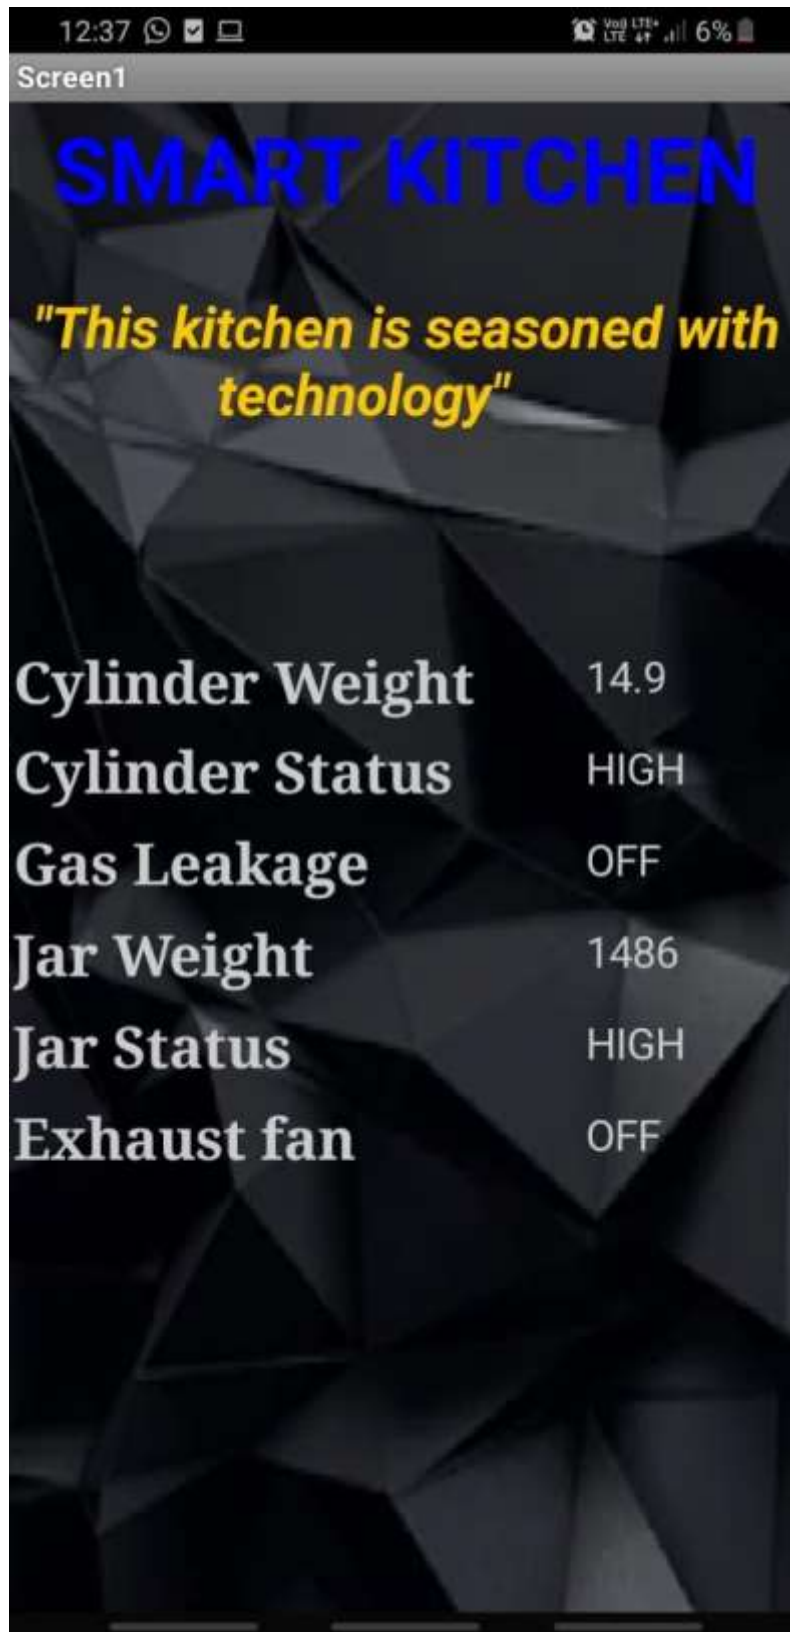 12:37 6%
Screen1
SMART KITCHEN
"This kitchen is seasoned with
technology"
Cylinder Weight 14.9
Cylinder Status HIGH
Gas Leakage OFF
Jar Weight 1486
Jar Status HIGH
Exhaust fan OFF